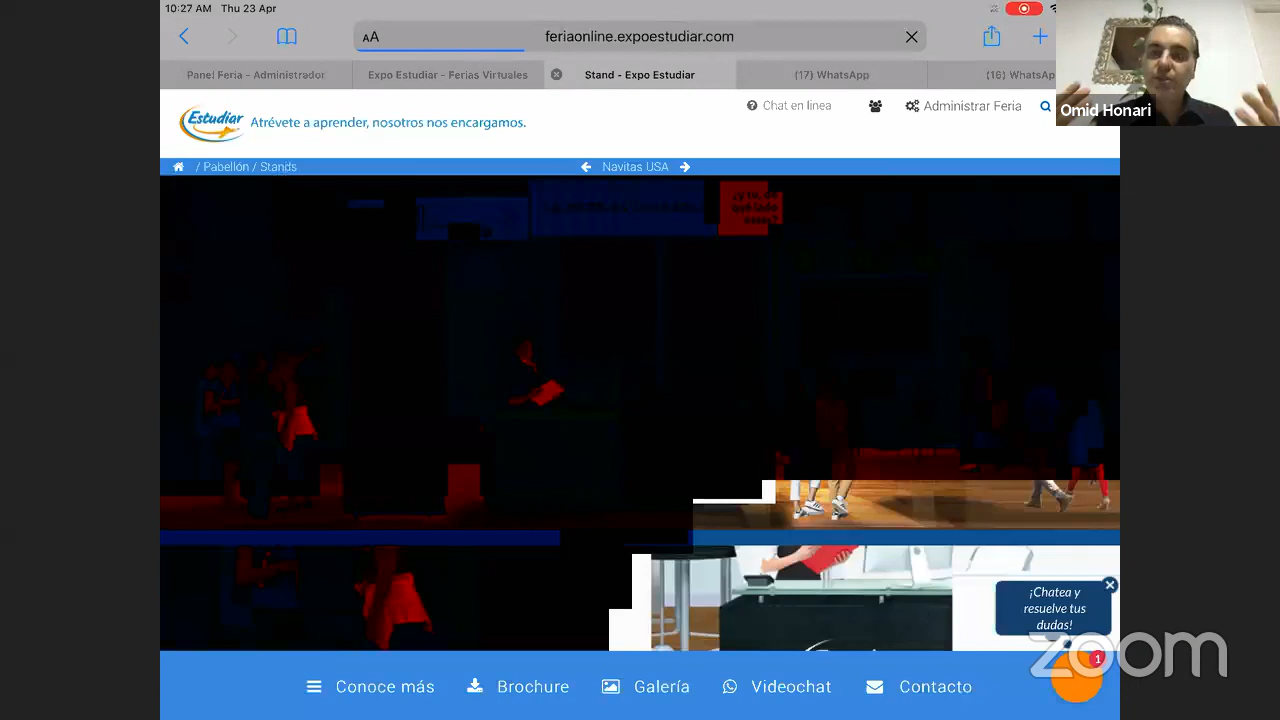 10:27 AM Thu 23 Apr
AA feriaonline.expoestudiar.com
Panel Feria - Administrador
Expo Estudiar - Ferias Virtuales
Stand - Expo Estudiar
(17) WhatsApp
(16) WhatsAp
Omid Honari
Estudiar
Atrévete a aprender, nosotros nos encargamos.
Chat en línea
Administrar Feria
/ Pabellón / Stands
Navitas USA
¡Chatea y
resuelve tus
dudas!
zoom
1
Conoce más
Brochure
Galería
Videochat
Contacto